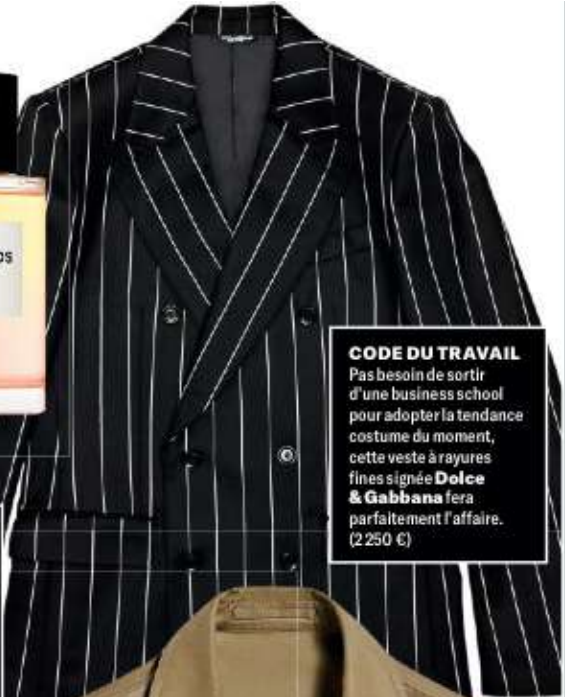 DS
CODE DU TRAVAIL
Pas besoin de sortir
d'une business school
pour adopter la tendance
costume du moment,
cette veste à rayures
fines signée Dolce
& Gabbana fera
parfaitement l'affaire.
(2 250 €)